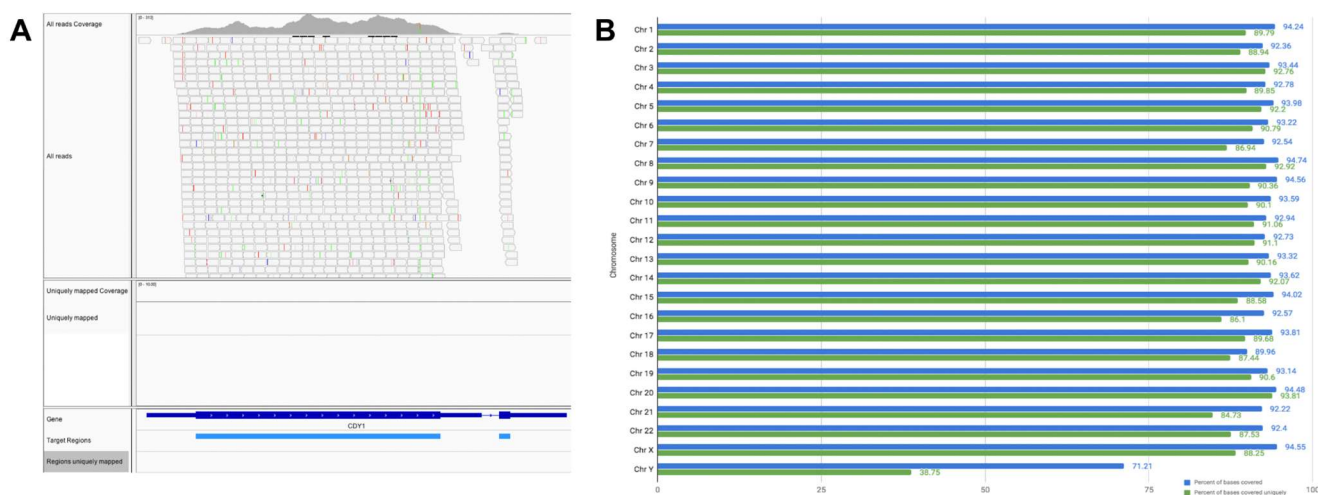 A
All reads Coverage
All reads
Uniquely mapped Coverage
Uniquely mapped
Gene
CDY1
Target Regions
Regions uniquely mapped
B
Chromosome
Chr 1 94.24 89.79
Chr 2 92.36 88.94
Chr 3 93.44 92.76
Chr 4 92.78 89.85
Chr 5 93.98 92.2
Chr 6 93.22 90.79
Chr 7 92.54 86.94
Chr 8 94.74 92.92
Chr 9 94.56 90.36
Chr 10 93.59 90.1
Chr 11 92.94 91.06
Chr 12 92.73 91.1
Chr 13 93.32 90.16
Chr 14 93.62 92.07
Chr 15 94.02 88.58
Chr 16 92.57 86.1
Chr 17 93.81 89.68
Chr 18 89.96 87.44
Chr 19 93.14 90.6
Chr 20 94.48 93.81
Chr 21 92.22 84.73
Chr 22 92.4 87.53
Chr X 94.55 88.25
Chr Y 71.21 38.75
0 25 50 75 100
Percent of bases covered
Percent of bases covered uniquely